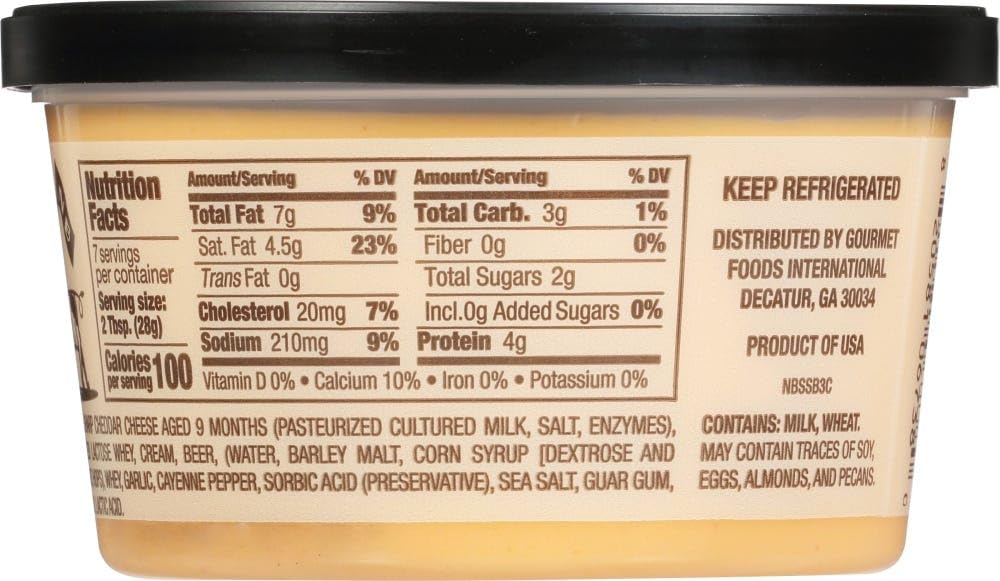 Nutrition
Facts
7 servings
per container
Serving size:
2 Tbsp. (28g)
Calories
per serving 100
Amount/Serving % DV
Total Fat 7g 9%
Sat. Fat 4.5g 23%
Trans Fat 0g
Cholesterol 20mg 7%
Sodium 210mg 9%
Amount/Serving % DV
Total Carb. 3g 1%
Fiber 0g 0%
Total Sugars 2g
Incl.0g Added Sugars 0%
Protein 4g
Vitamin D 0% • Calcium 10% • Iron 0% • Potassium 0%
CHEDDAR CHEESE AGED 9 MONTHS (PASTEURIZED CULTURED MILK, SALT, ENZYMES),
WHEY, CREAM, BEER, (WATER, BARLEY MALT, CORN SYRUP [DEXTROSE AND
WHEY, GARLIC, CAYENNE PEPPER, SORBIC ACID (PRESERVATIVE), SEA SALT, GUAR GUM,
ACID.
KEEP REFRIGERATED
DISTRIBUTED BY GOURMET
FOODS INTERNATIONAL
DECATUR, GA 30034
PRODUCT OF USA
NBSSB3C
CONTAINS: MILK, WHEAT.
MAY CONTAIN TRACES OF SOY,
EGGS, ALMONDS, AND PECANS.